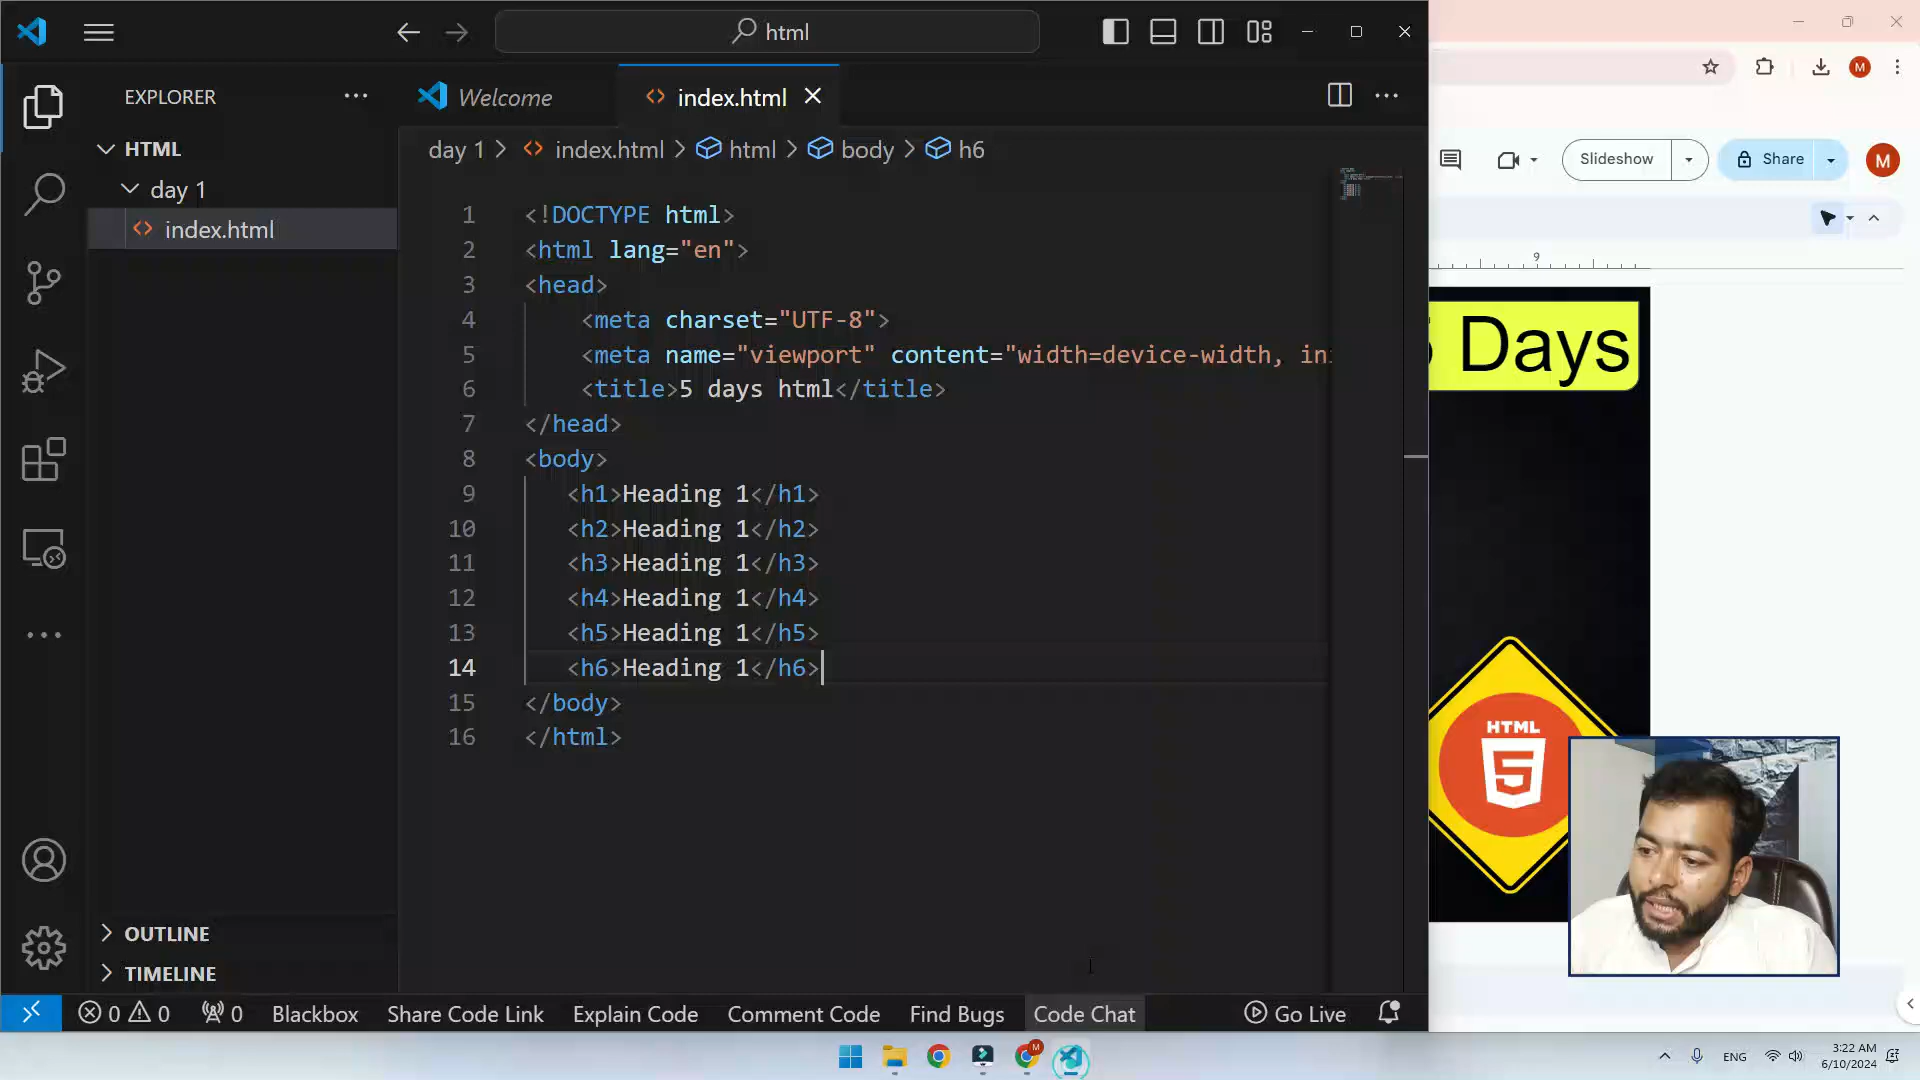 html
EXPLORER
Welcome
index.html
HTML
day 1
index.html
day 1 > index.html > html > body > h6
1 <!DOCTYPE html>
2 <html lang="en">
3 <head>
4 <meta charset="UTF-8">
5 <meta name="viewport" content="width=device-width, in
6 <title>5 days html</title>
7 </head>
8 <body>
9 <h1>Heading 1</h1>
10 <h2>Heading 1</h2>
11 <h3>Heading 1</h3>
12 <h4>Heading 1</h4>
13 <h5>Heading 1</h5>
14 <h6>Heading 1</h6>
15 </body>
16 </html>
OUTLINE
TIMELINE
0 0 0 Blackbox Share Code Link Explain Code Comment Code Find Bugs Code Chat Go Live
M
Slideshow
Share
M
9
Days
HTML
5
M
ENG
3:22 AM
6/10/2024